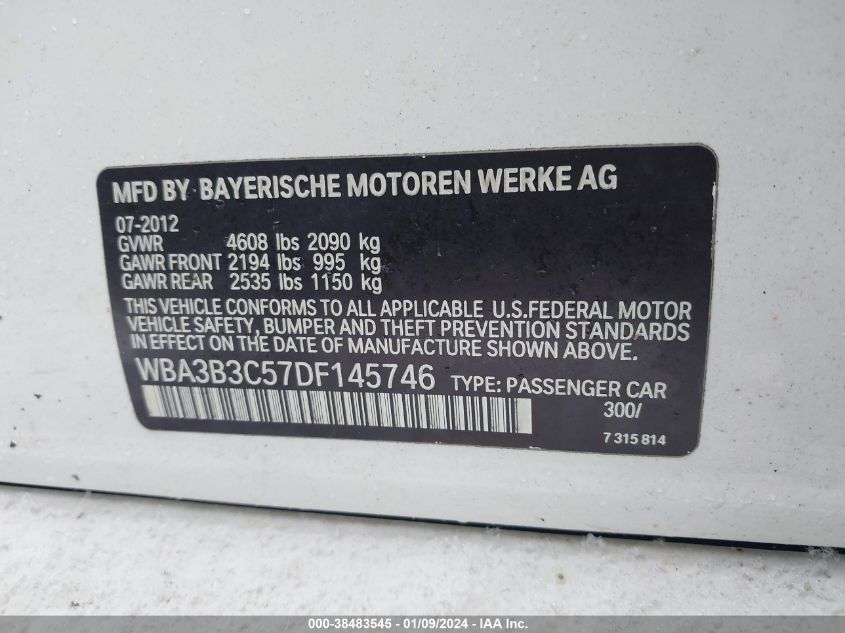 MFD BY BAYERISCHE MOTOREN WERKE AG
07-2012
GVWR 4608 lbs 2090 kg
GAWR FRONT 2194 lbs 995 kg
GAWR REAR 2535 lbs 1150 kg
THIS VEHICLE CONFORMS TO ALL APPLICABLE U.S.FEDERAL MOTOR
VEHICLE SAFETY, BUMPER AND THEFT PREVENTION STANDARDS
IN EFFECT ON THE DATE OF MANUFACTURE SHOWN ABOVE.
WBA3B3C57DF145746 TYPE: PASSENGER CAR
300/
7 315 814
000-38483545 - 01/09/2024 - IAA Inc.